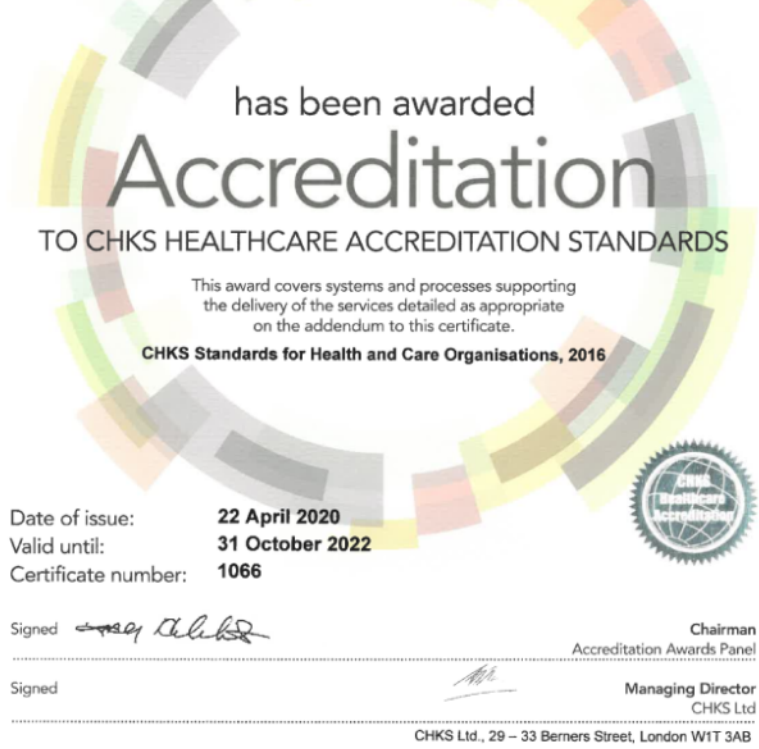 has been awarded
Accreditation
TO CHKS HEALTHCARE ACCREDITATION STANDARDS
This award covers systems and processes supporting
the delivery of the services detailed as appropriate
on the addendum to this certificate.
CHKS Standards for Health and Care Organisations, 2016
CHKS
Healthcare
Accreditation
Date of issue: 22 April 2020
Valid until: 31 October 2022
Certificate number: 1066
Signed
Chairman
Accreditation Awards Panel
Signed
Managing Director
CHKS Ltd
CHKS Ltd., 29 – 33 Berners Street, London W1T 3AB